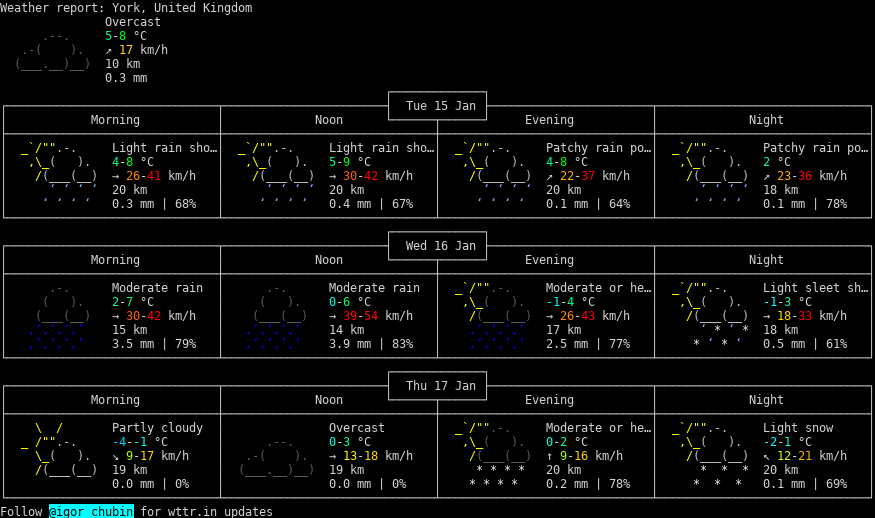 Weather report: York, United Kingdom
Overcast
5-8 °C
↗ 17 km/h
10 km
0.3 mm
Tue 15 Jan
Morning Noon Evening Night
Light rain sho… Light rain sho… Patchy rain po… Patchy rain po…
4-8 °C 5-9 °C 4-8 °C 2 °C
→ 26-41 km/h → 30-42 km/h ↗ 22-37 km/h ↗ 23-36 km/h
20 km 20 km 20 km 18 km
0.3 mm | 68% 0.4 mm | 67% 0.1 mm | 64% 0.1 mm | 78%
Wed 16 Jan
Morning Noon Evening Night
Moderate rain Moderate rain Moderate or he… Light sleet sh…
2-7 °C 0-6 °C -1-4 °C -1-3 °C
→ 30-42 km/h → 39-54 km/h → 26-43 km/h → 18-33 km/h
15 km 14 km 17 km 18 km
3.5 mm | 79% 3.9 mm | 83% 2.5 mm | 77% 0.5 mm | 61%
Thu 17 Jan
Morning Noon Evening Night
Partly cloudy Overcast Moderate or he… Light snow
-4--1 °C 0-3 °C 0-2 °C -2-1 °C
↘ 9-17 km/h → 13-18 km/h ↑ 9-16 km/h ↖ 12-21 km/h
19 km 19 km 20 km 20 km
0.0 mm | 0% 0.0 mm | 0% 0.2 mm | 78% 0.1 mm | 69%
Follow @igor_chubin for wttr.in updates